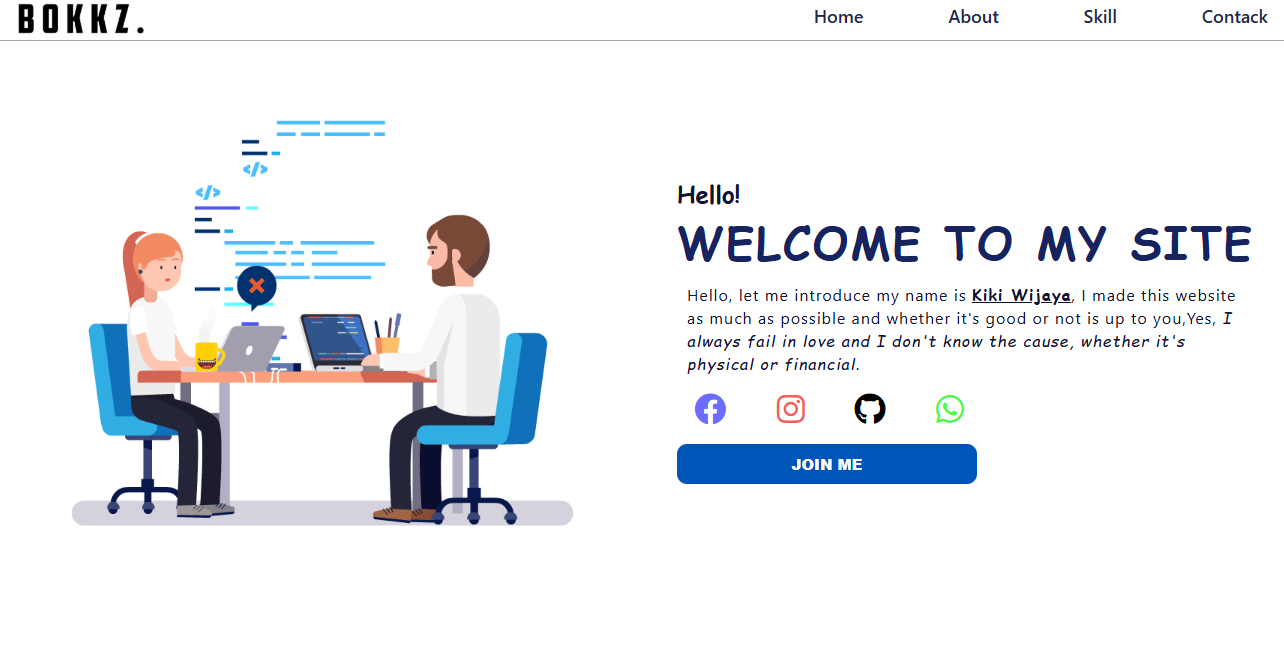 BOKKZ.
Home About Skill Contack
</>
</>
Hello!
WELCOME TO MY SITE
Hello, let me introduce my name is Kiki Wijaya, I made this website
as much as possible and whether it's good or not is up to you,Yes, I
always fail in love and I don't know the cause, whether it's
physical or financial.
JOIN ME